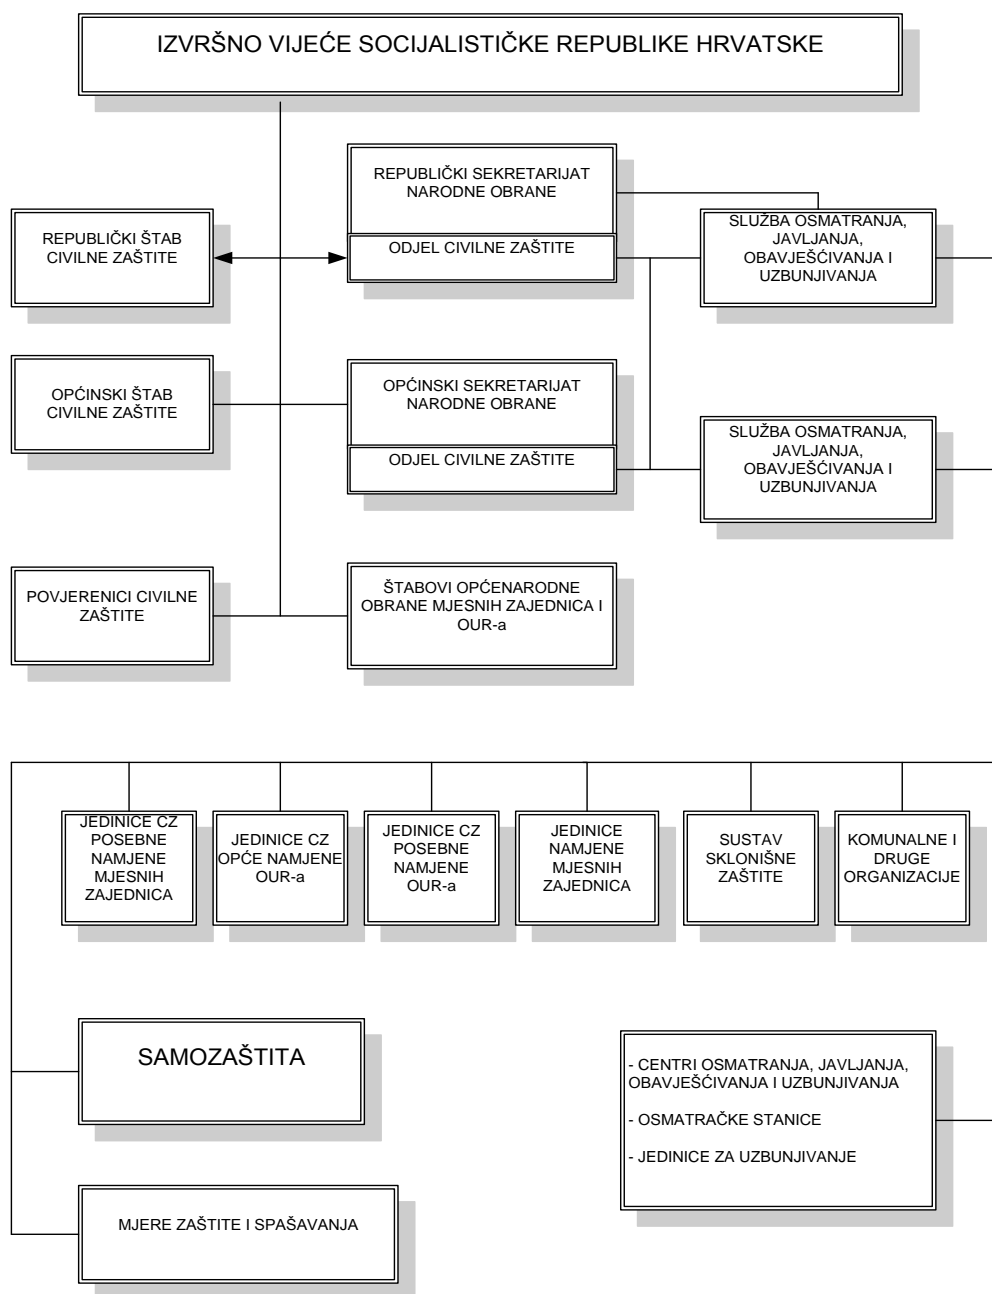 IZVRŠNO VIJEĆE SOCIJALISTIČKE REPUBLIKE HRVATSKE
REPUBLIČKI SEKRETARIJAT
NARODNE OBRANE
ODJEL CIVILNE ZAŠTITE
REPUBLIČKI ŠTAB
CIVILNE ZAŠTITE
SLUŽBA OSMATRANJA,
JAVLJANJA,
OBAVJEŠĆIVANJA I
UZBUNJIVANJA
OPĆINSKI ŠTAB
CIVILNE ZAŠTITE
OPĆINSKI SEKRETARIJAT
NARODNE OBRANE
ODJEL CIVILNE ZAŠTITE
SLUŽBA OSMATRANJA,
JAVLJANJA,
OBAVJEŠĆIVANJA I
UZBUNJIVANJA
POVJERENICI CIVILNE
ZAŠTITE
ŠTABOVI OPĆENARODNE
OBRANE MJESNIH ZAJEDNICA I
OUR-a
JEDINICE CZ
POSEBNE
NAMJENE
MJESNIH
ZAJEDNICA
JEDINICE CZ
OPĆE NAMJENE
OUR-a
JEDINICE CZ
POSEBNE
NAMJENE
OUR-a
JEDINICE
NAMJENE
MJESNIH
ZAJEDNICA
SUSTAV
SKLONIŠNE
ZAŠTITE
KOMUNALNE I
DRUGE
ORGANIZACIJE
SAMOZAŠTITA
- CENTRI OSMATRANJA, JAVLJANJA,
OBAVJEŠĆIVANJA I UZBUNJIVANJA
- OSMATRAČKE STANICE
- JEDINICE ZA UZBUNJIVANJE
MJERE ZAŠTITE I SPAŠAVANJA